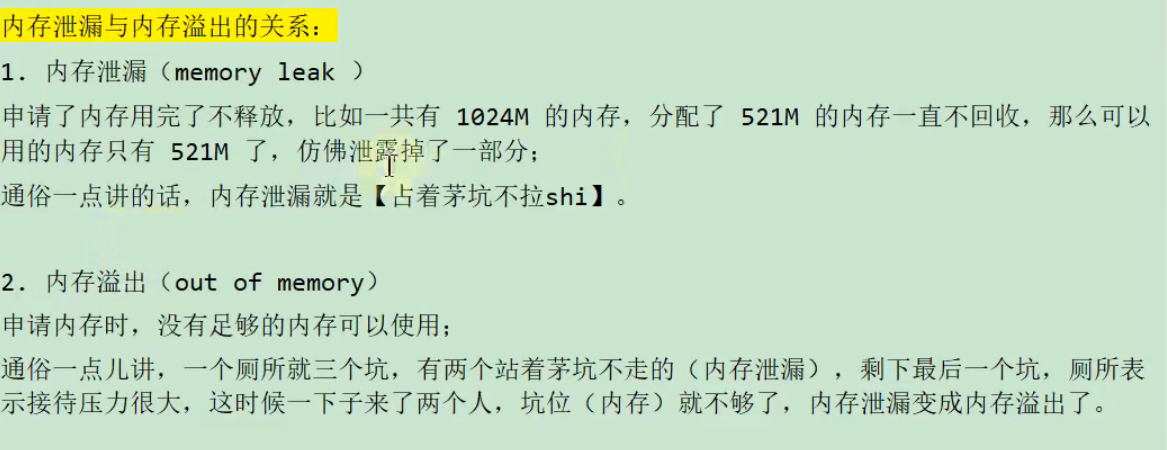 内存泄漏与内存溢出的关系:
1. 内存泄漏（memory leak ）
申请了内存用完了不释放，比如一共有 1024M 的内存，分配了 521M 的内存一直不回收，那么可以
用的内存只有 521M 了，仿佛泄露掉了一部分；
通俗一点讲的话，内存泄漏就是【占着茅坑不拉shi】。
2. 内存溢出（out of memory）
申请内存时，没有足够的内存可以使用；
通俗一点儿讲，一个厕所就三个坑，有两个站着茅坑不走的（内存泄漏），剩下最后一个坑，厕所表
示接待压力很大，这时候一下子来了两个人，坑位（内存）就不够了，内存泄漏变成内存溢出了。